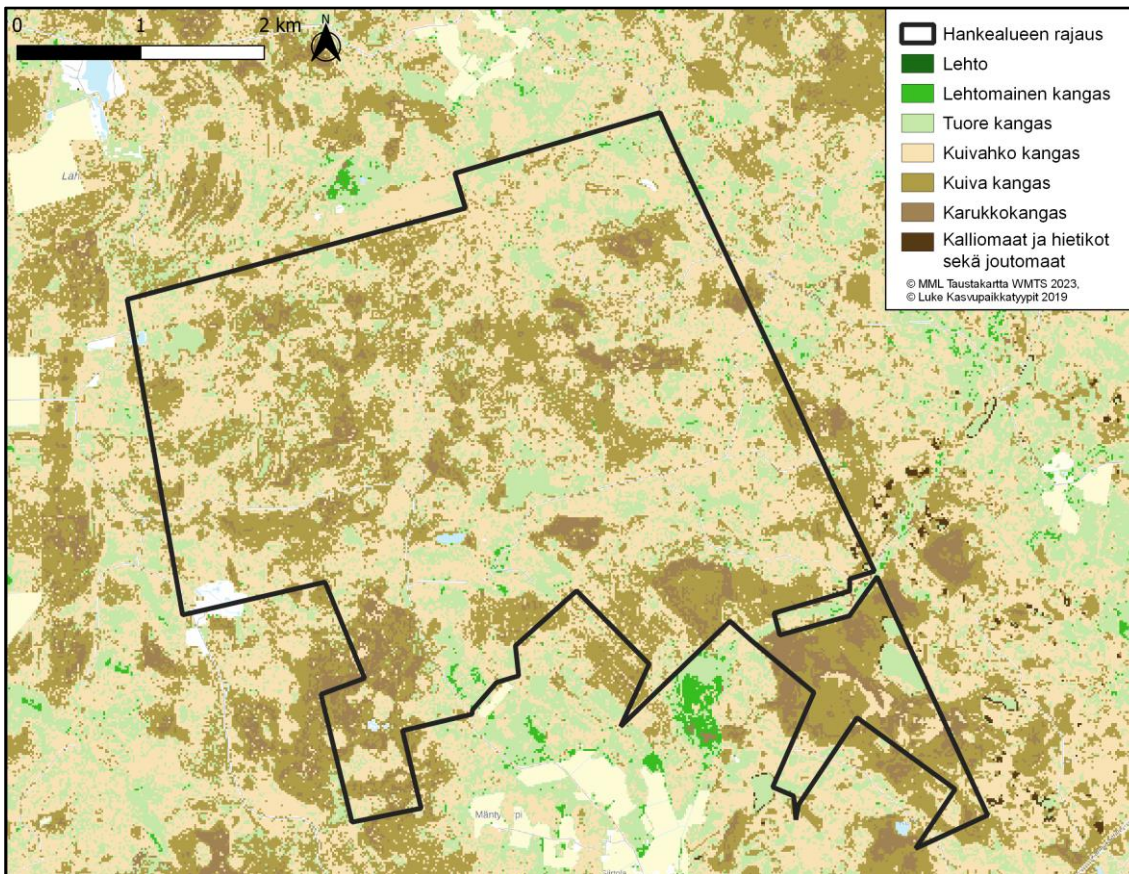 0 1 2 km
N
Hankealueen rajaus
Lehto
Lehtomainen kangas
Tuore kangas
Kuivahko kangas
Kuiva kangas
Karukkokangas
Kalliomaat ja hietikot
sekä joutomaat
© MML Taustakartta WMTS 2023,
© Luke Kasvupaikkatyypit 2019